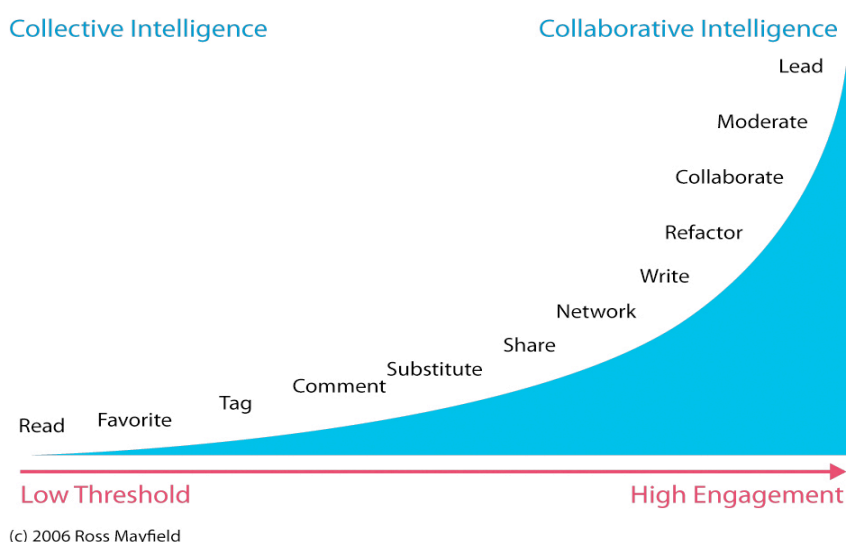 Collective Intelligence
Collaborative Intelligence
Lead
Moderate
Collaborate
Refactor
Write
Network
Share
Substitute
Comment
Tag
Favorite
Read
Low Threshold
High Engagement
(c) 2006 Ross Mayfield